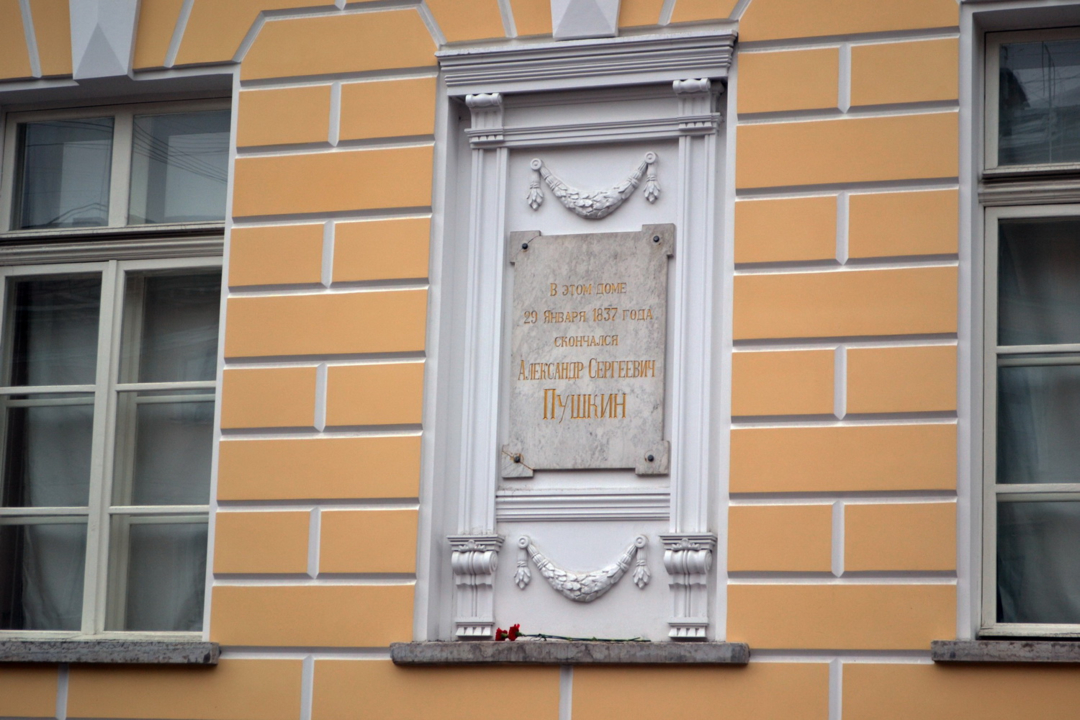 В этом доме
29 января 1837 года
скончался
Александр Сергеевич
Пушкин